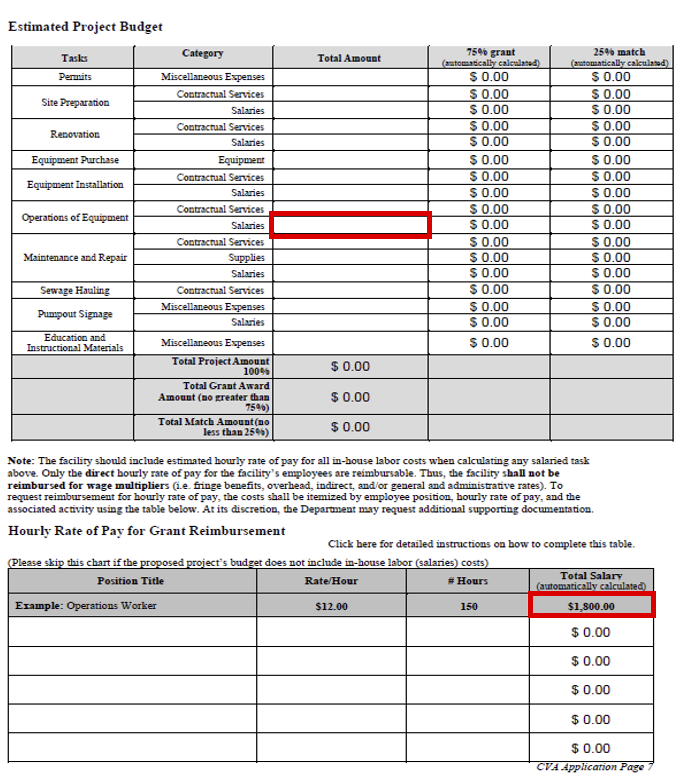 Estimated Project Budget
Tasks Category Total Amount 75% grant 25% match
(automatically calculated) (automatically calculated)
Permits Miscellaneous Expenses $ 0.00 $ 0.00
Site Preparation Contractual Services $ 0.00 $ 0.00
Salaries $ 0.00 $ 0.00
Renovation Contractual Services $ 0.00 $ 0.00
Salaries $ 0.00 $ 0.00
Equipment Purchase Equipment $ 0.00 $ 0.00
Equipment Installation Contractual Services $ 0.00 $ 0.00
Salaries $ 0.00 $ 0.00
Operations of Equipment Contractual Services $ 0.00 $ 0.00
Salaries $ 0.00 $ 0.00
Maintenance and Repair Contractual Services $ 0.00 $ 0.00
Supplies $ 0.00 $ 0.00
Salaries $ 0.00 $ 0.00
Sewage Hauling Contractual Services $ 0.00 $ 0.00
Pumpout Signage Miscellaneous Expenses $ 0.00 $ 0.00
Salaries $ 0.00 $ 0.00
Education and
Instructional Materials Miscellaneous Expenses $ 0.00 $ 0.00
Total Project Amount
100% $ 0.00
Total Grant Award
Amount (no greater than
75%) $ 0.00
Total Match Amount (no
less than 25%) $ 0.00
Note: The facility should include estimated hourly rate of pay for all in-house labor costs when calculating any salaried task
above. Only the direct hourly rate of pay for the facility's employees are reimbursable. Thus, the facility shall not be
reimbursed for wage multipliers (i.e. fringe benefits, overhead, indirect, and/or general and administrative rates). To
request reimbursement for hourly rate of pay, the costs shall be itemized by employee position, hourly rate of pay, and the
associated activity using the table below. At its discretion, the Department may request additional supporting documentation.
Hourly Rate of Pay for Grant Reimbursement
Click here for detailed instructions on how to complete this table.
(Please skip this chart if the proposed project's budget does not include in-house labor (salaries) costs)
Position Title Rate/Hour # Hours Total Salary
(automatically calculated)
Example: Operations Worker $12.00 150 $1,800.00
$ 0.00
$ 0.00
$ 0.00
$ 0.00
$ 0.00
CVA Application Page 7